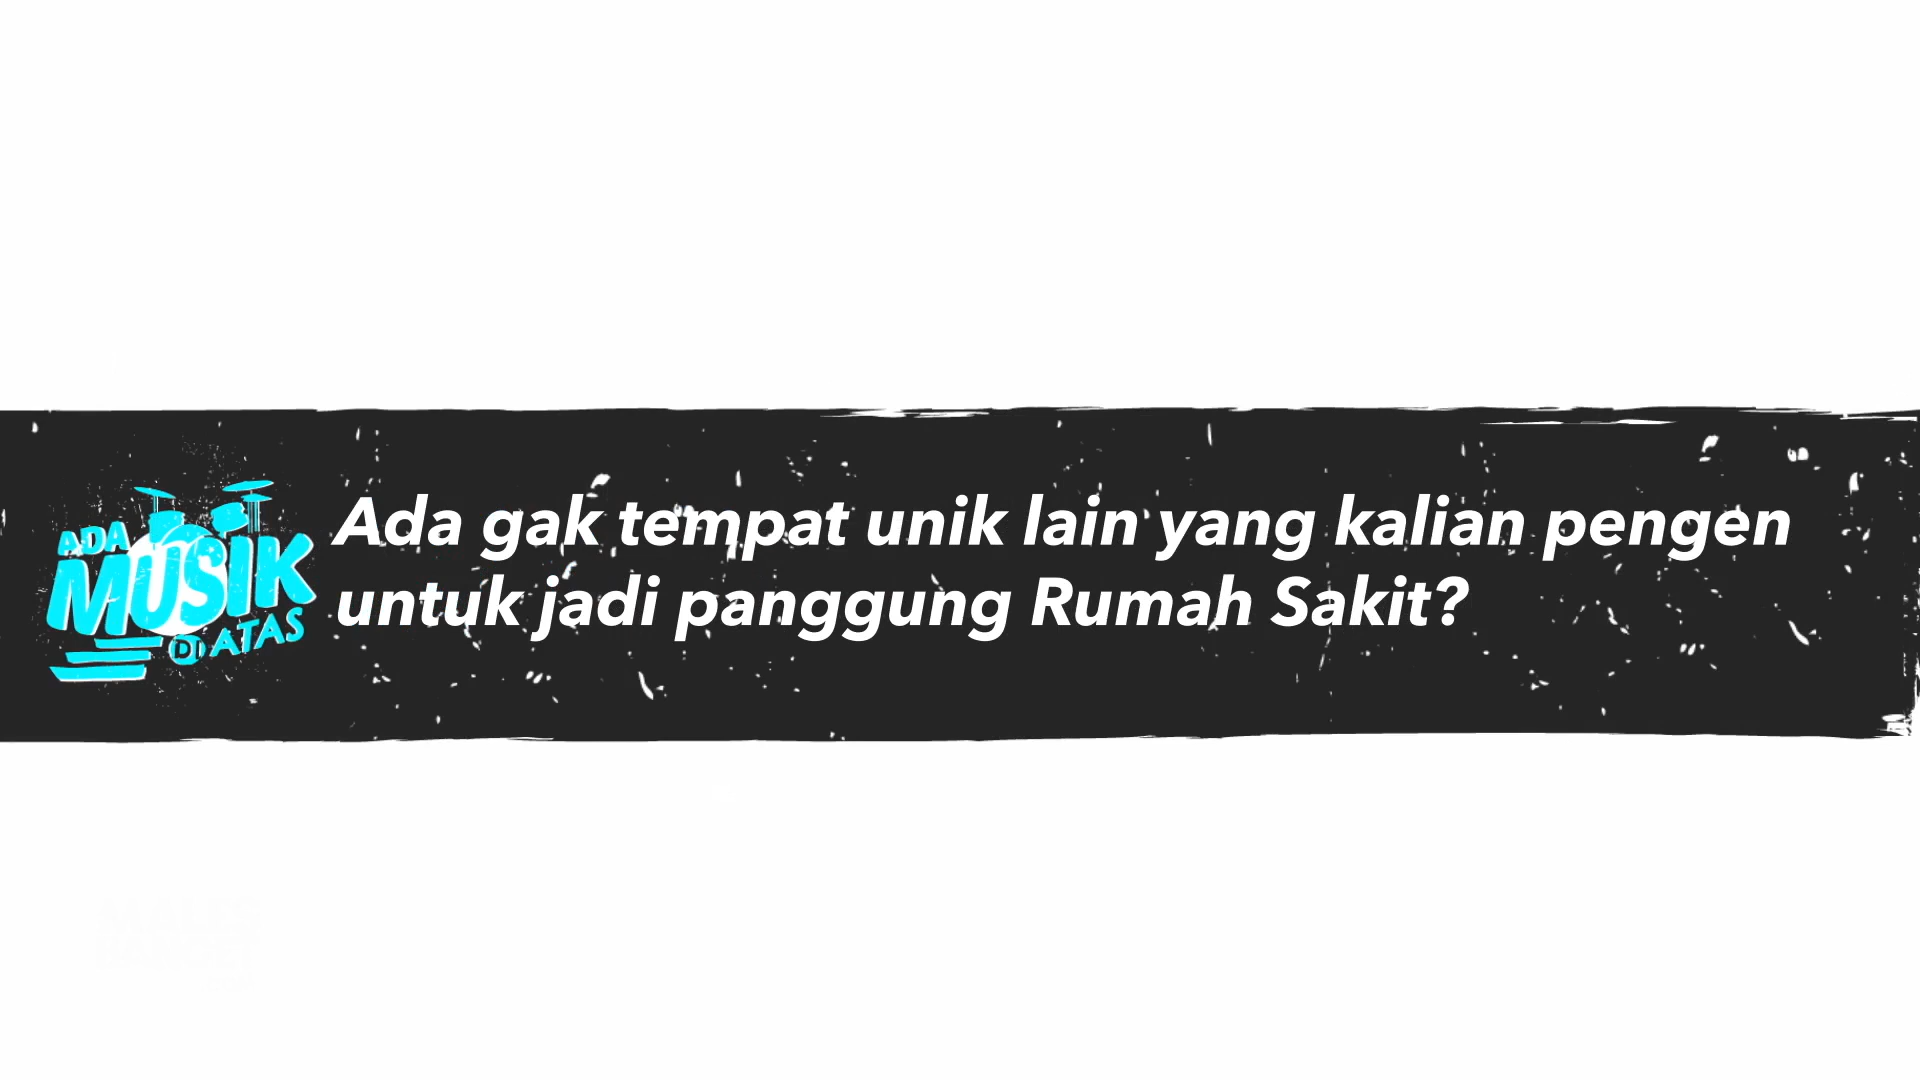 ADA
MUSIK
DI ATAS
Ada gak tempat unik lain yang kalian pengen
untuk jadi panggung Rumah Sakit?